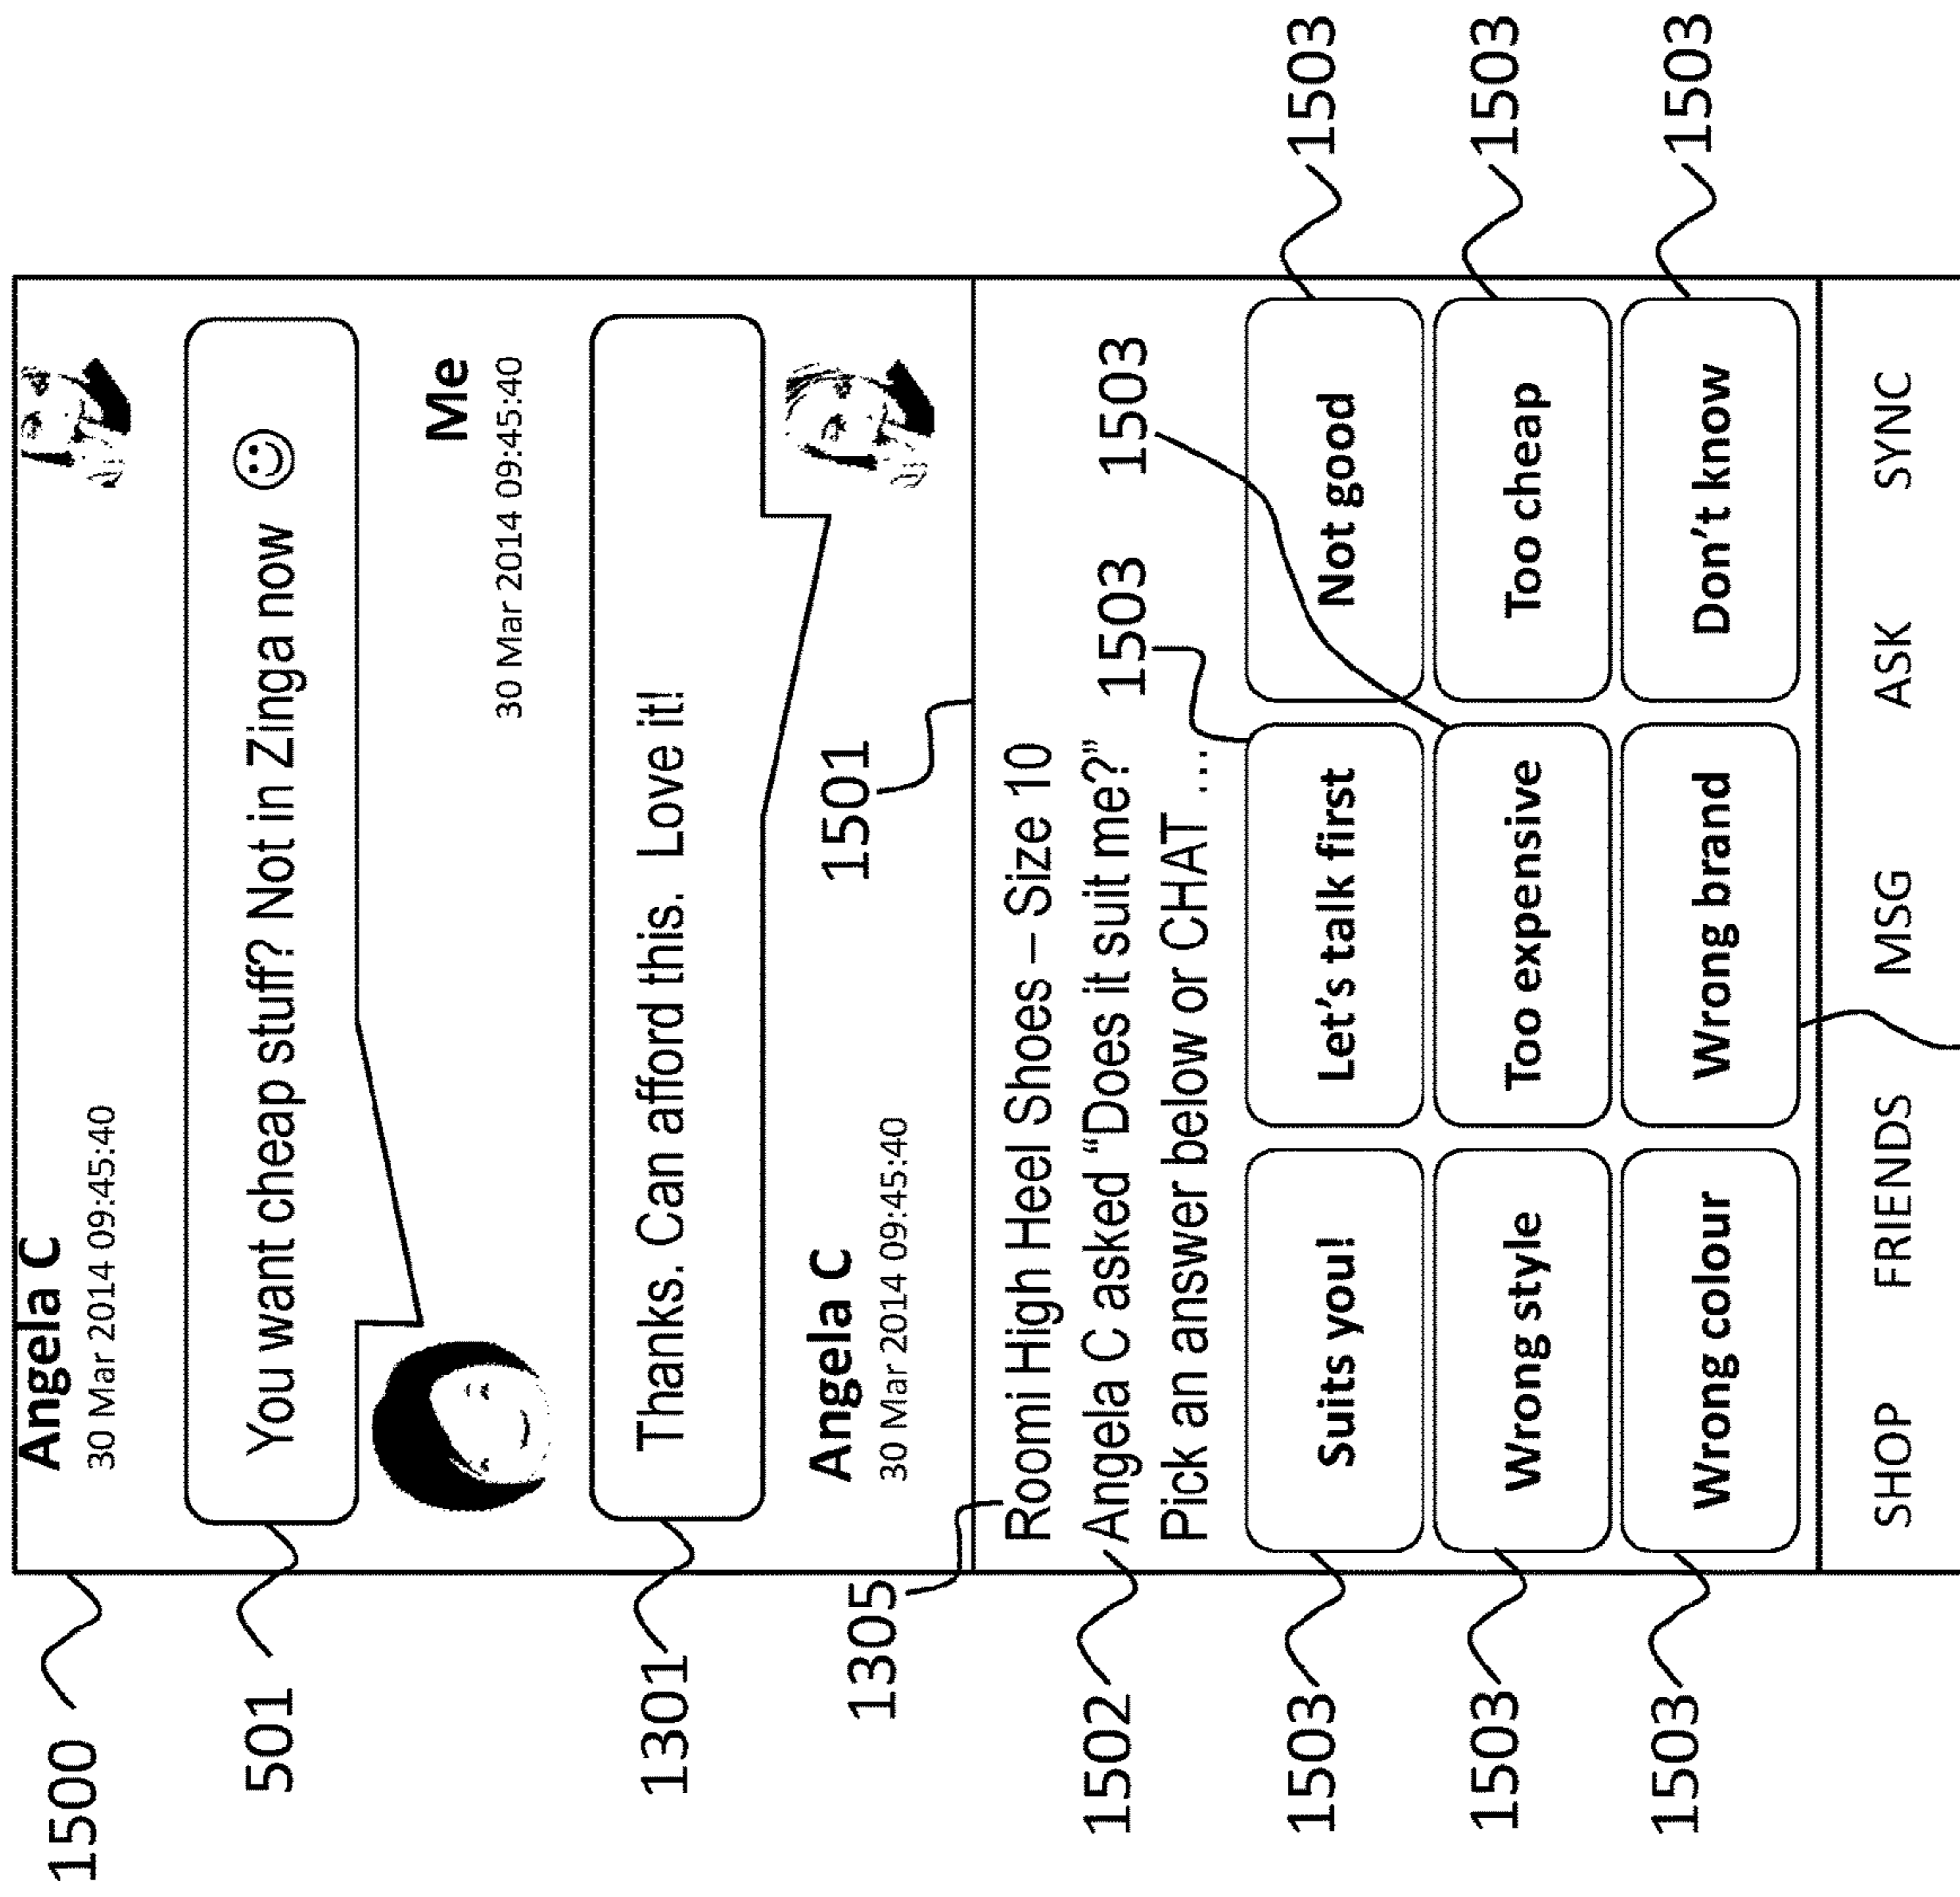 1500
Angela C
30 Mar 2014 09:45:40
501
You want cheap stuff? Not in Zinga now ☺
Me
30 Mar 2014 09:45:40
1301
Thanks. Can afford this. Love it!
Angela C
30 Mar 2014 09:45:40
1501
1305
Roomi High Heel Shoes – Size 10
1502
Angela C asked “Does it suit me?”
1503
1503
Pick an answer below or CHAT ...
1503
Suits you!
Let’s talk first
Not good
1503
1503
Wrong style
Too expensive
Too cheap
1503
1503
Wrong colour
Wrong brand
Don’t know
1503
SHOP FRIENDS MSG ASK SYNC